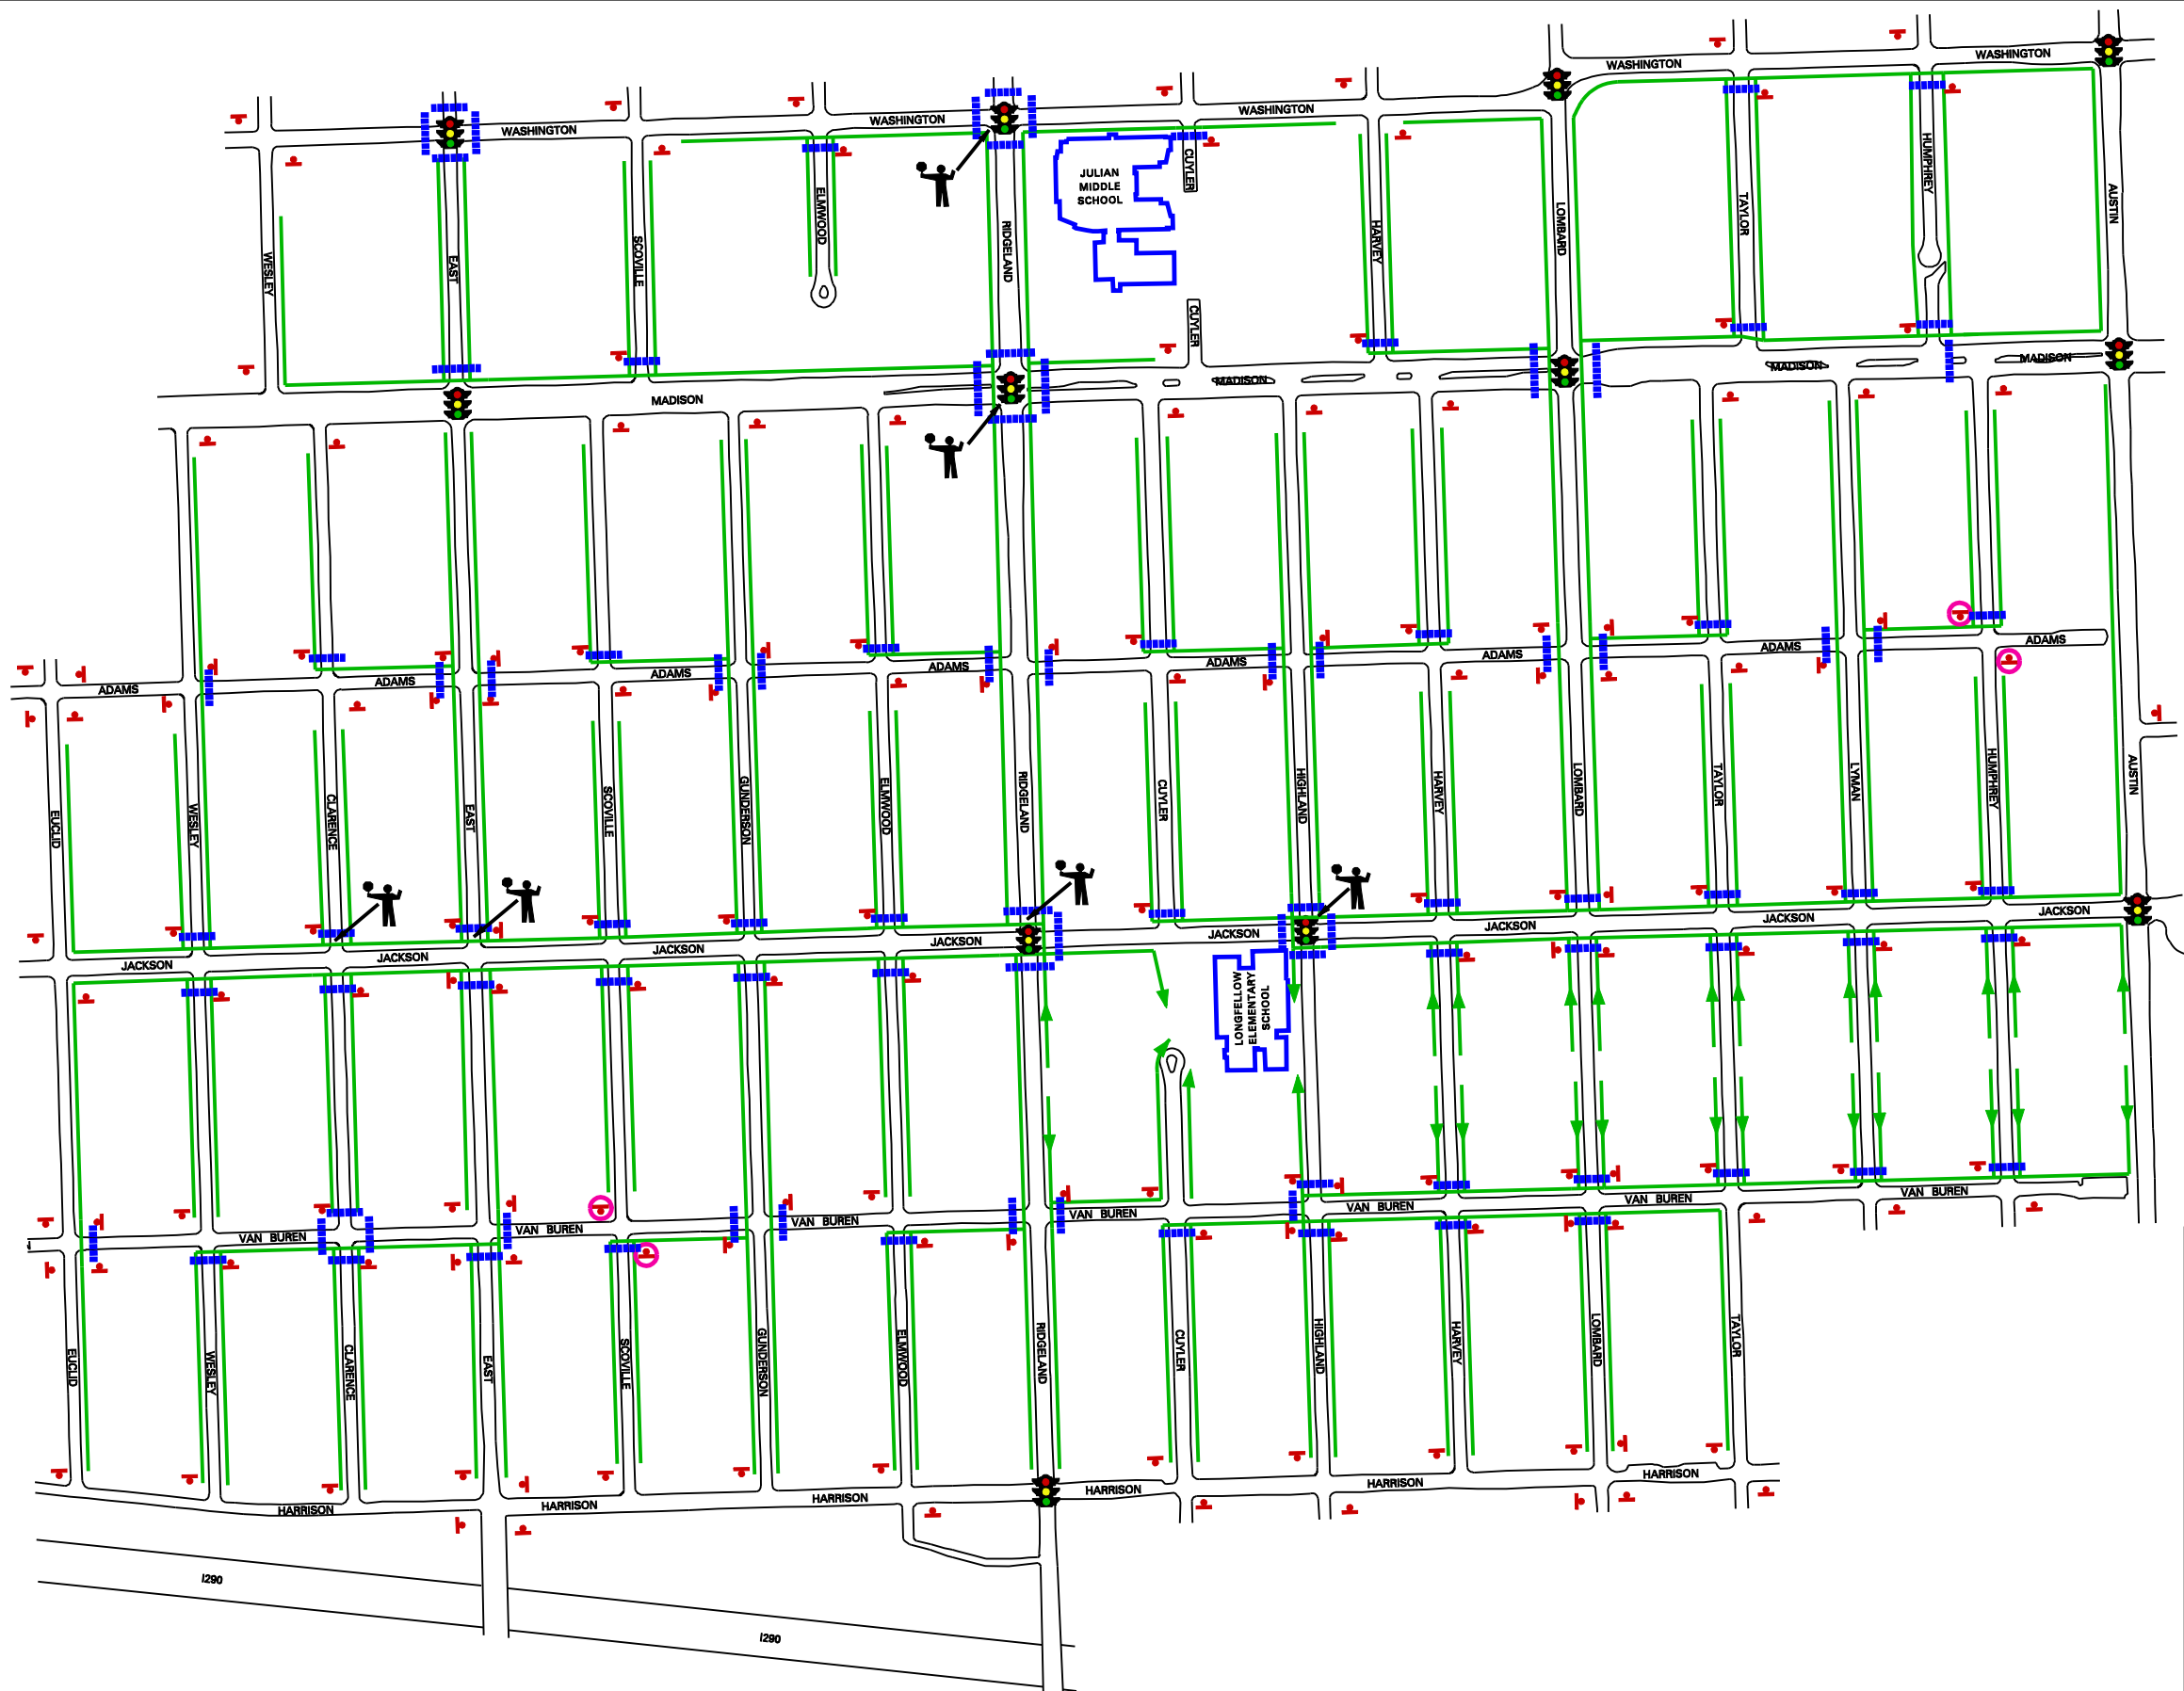 WASHINGTON
WASHINGTON
WASHINGTON
WASHINGTON
WASHINGTON
JULIAN
MIDDLE
SCHOOL
CUYLER
HUMPHREY
ELMWOOD
TAYLOR
AUSTIN
LOMBARD
HARVEY
RIDGELAND
SCOVILLE
EAST
WESLEY
CUYLER
MADISON
MADISON
MADISON
MADISON
ADAMS
ADAMS
ADAMS
ADAMS
ADAMS
ADAMS
ADAMS
ADAMS
EUCLID
WESLEY
CLARENCE
EAST
SCOVILLE
GUNDERSON
ELMWOOD
RIDGELAND
CUYLER
HIGHLAND
HARVEY
LOMBARD
TAYLOR
LYMAN
HUMPHREY
AUSTIN
JACKSON
JACKSON
JACKSON
JACKSON
JACKSON
JACKSON
JACKSON
JACKSON
LONGFELLOW
ELEMENTARY
SCHOOL
VAN BUREN
VAN BUREN
VAN BUREN
VAN BUREN
VAN BUREN
VAN BUREN
VAN BUREN
EUCLID
WESLEY
CLARENCE
EAST
SCOVILLE
GUNDERSON
ELMWOOD
RIDGELAND
CUYLER
HIGHLAND
HARVEY
LOMBARD
TAYLOR
HARRISON
HARRISON
HARRISON
HARRISON
HARRISON
HARRISON
I290
I290